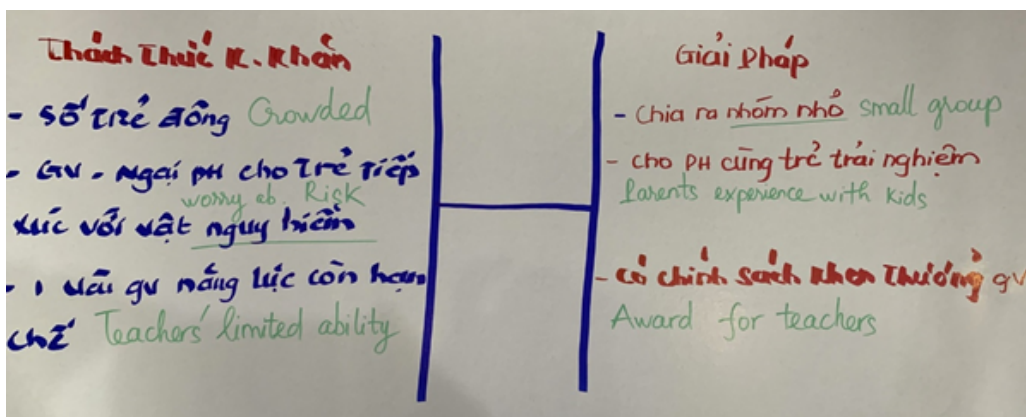 Thách Thức K. Khăn
- Số trẻ đông Crowded
- GV. Ngại PH cho trẻ tiếp
worry ab. Risk
xúc với vật nguy hiểm
- 1 vài gv năng lực còn hạn
chế Teachers' limited ability
Giải Pháp
- Chia ra nhóm nhỏ small group
- cho PH cùng trẻ trải nghiệm
Parents experience with kids
- có chính sách khen thưởng gv
Award for teachers